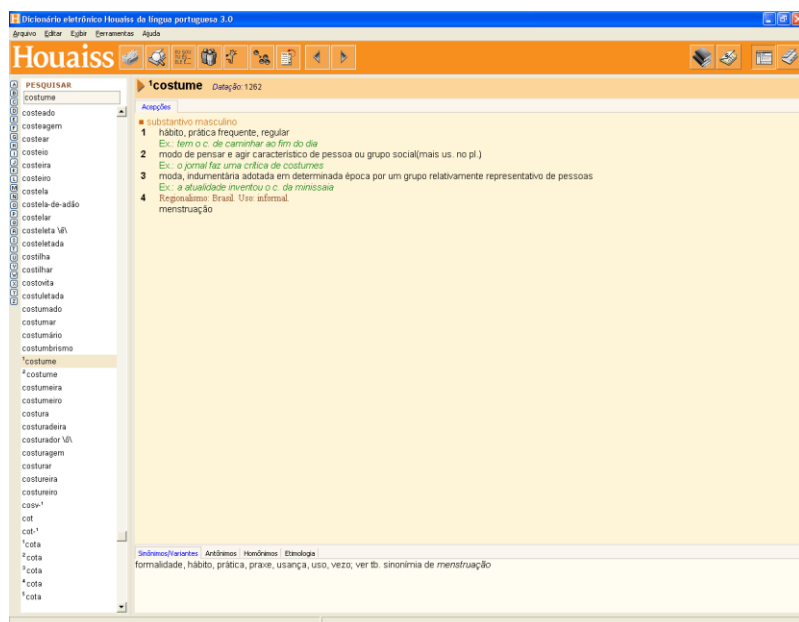 Dicionário eletrônico Houaiss da língua portuguesa 3.0
Arquivo Editar Exibir Ferramentas Ajuda
Houaiss
PESQUISAR
costume
costeado
costeagem
costear
costeio
costeira
costeiro
costela
costela-de-adão
costelar
costeleta \ê\
costeletada
costilha
costilhar
costovita
costuletada
costumado
costumar
costumário
costumbrismo
¹costume
²costume
costumeira
costumeiro
costura
costuradeira
costurador \ô\
costuragem
costurar
costureira
costureiro
cosv-¹
cot
cot-¹
¹cota
²cota
³cota
⁴cota
⁵cota
¹costume Datação: 1262
Acepções
■ substantivo masculino
1 hábito, prática frequente, regular
Ex.: tem o c. de caminhar ao fim do dia
2 modo de pensar e agir característico de pessoa ou grupo social(mais us. no pl.)
Ex.: o jornal faz uma crítica de costumes
3 moda, indumentária adotada em determinada época por um grupo relativamente representativo de pessoas
Ex.: a atualidade inventou o c. da minissaia
4 Regionalismo: Brasil. Uso: informal.
menstruação
Sinônimos/Variantes Antônimos Homônimos Etimologia
formalidade, hábito, prática, praxe, usança, uso, vezo; ver tb. sinonímia de menstruação